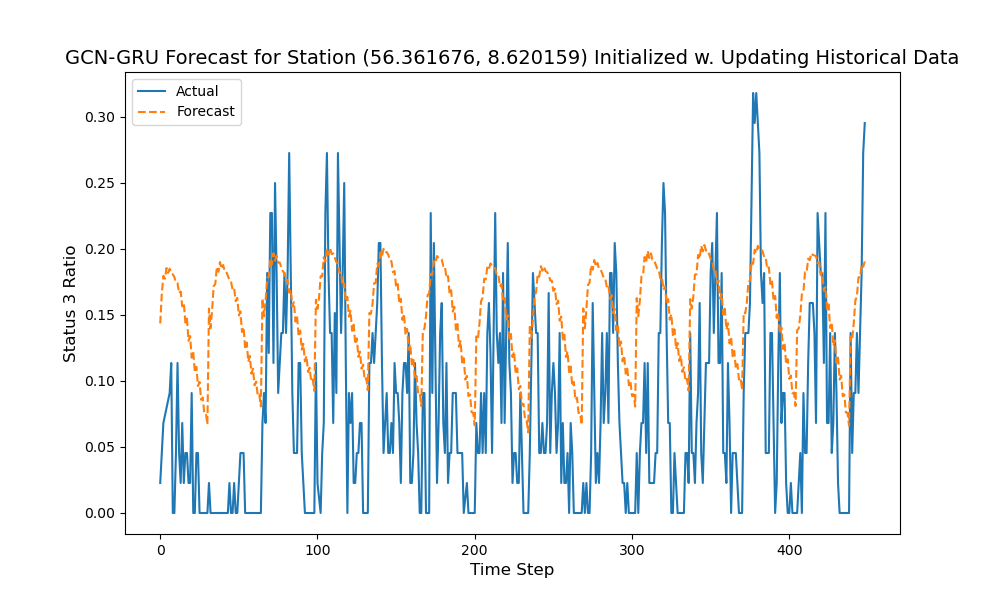 GCN-GRU Forecast for Station (56.361676, 8.620159) Initialized w. Updating Historical Data
Actual
Forecast
0.30
0.25
0.20
0.15
0.10
0.05
0.00
Status 3 Ratio
0 100 200 300 400
Time Step